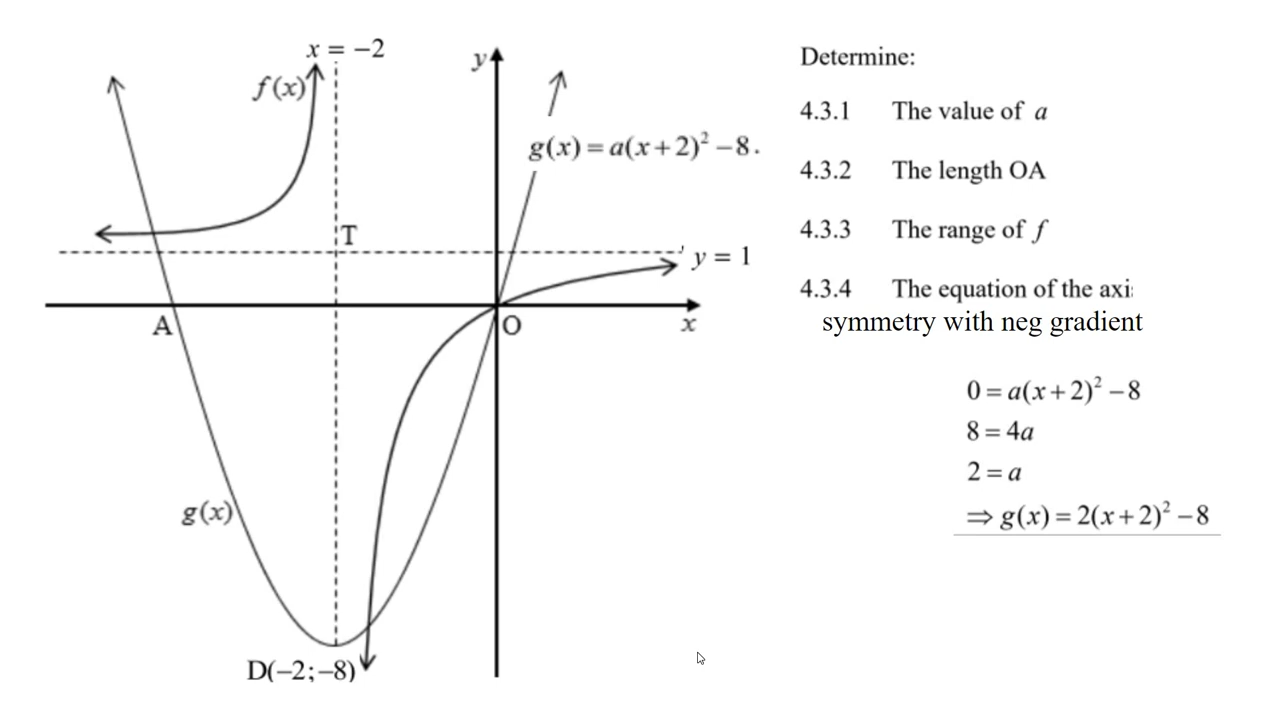 x = −2
y
f(x)
g(x) = a(x + 2)² − 8.
T
y = 1
A
O
x
g(x)
D(−2;−8)
Determine:
4.3.1 The value of a
4.3.2 The length OA
4.3.3 The range of f
4.3.4 The equation of the axi
symmetry with neg gradient
0 = a(x + 2)² − 8
8 = 4a
2 = a
⇒ g(x) = 2(x + 2)² − 8